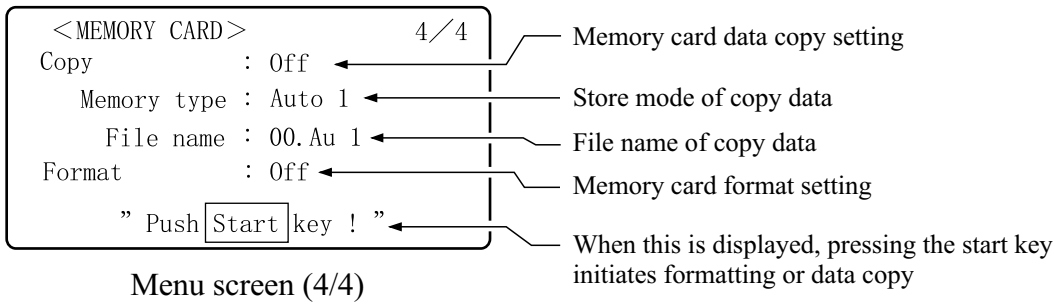 ＜MEMORY CARD＞ 4／4
Copy : Off
Memory type : Auto 1
File name : 00.Au 1
Format : Off
" Push Start key ! "
Memory card data copy setting
Store mode of copy data
File name of copy data
Memory card format setting
When this is displayed, pressing the start key
initiates formatting or data copy
Menu screen (4/4)